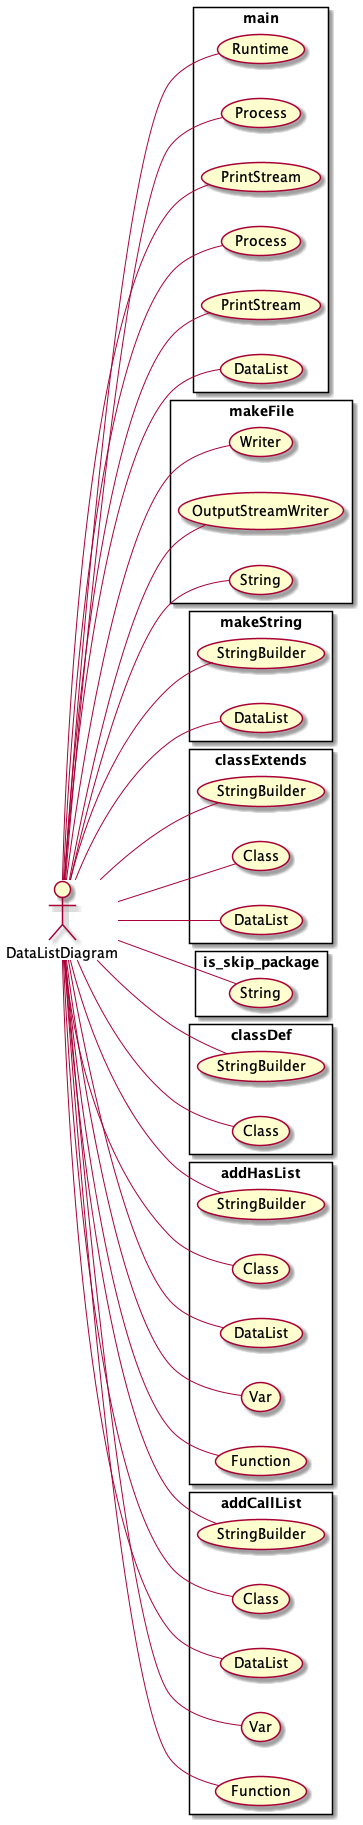 main
Runtime
Process
PrintStream
Process
PrintStream
DataList
makeFile
Writer
OutputStreamWriter
String
makeString
StringBuilder
DataList
classExtends
StringBuilder
Class
DataList
DataListDiagram
is_skip_package
String
classDef
StringBuilder
Class
addHasList
StringBuilder
Class
DataList
Var
Function
addCallList
StringBuilder
Class
DataList
Var
Function